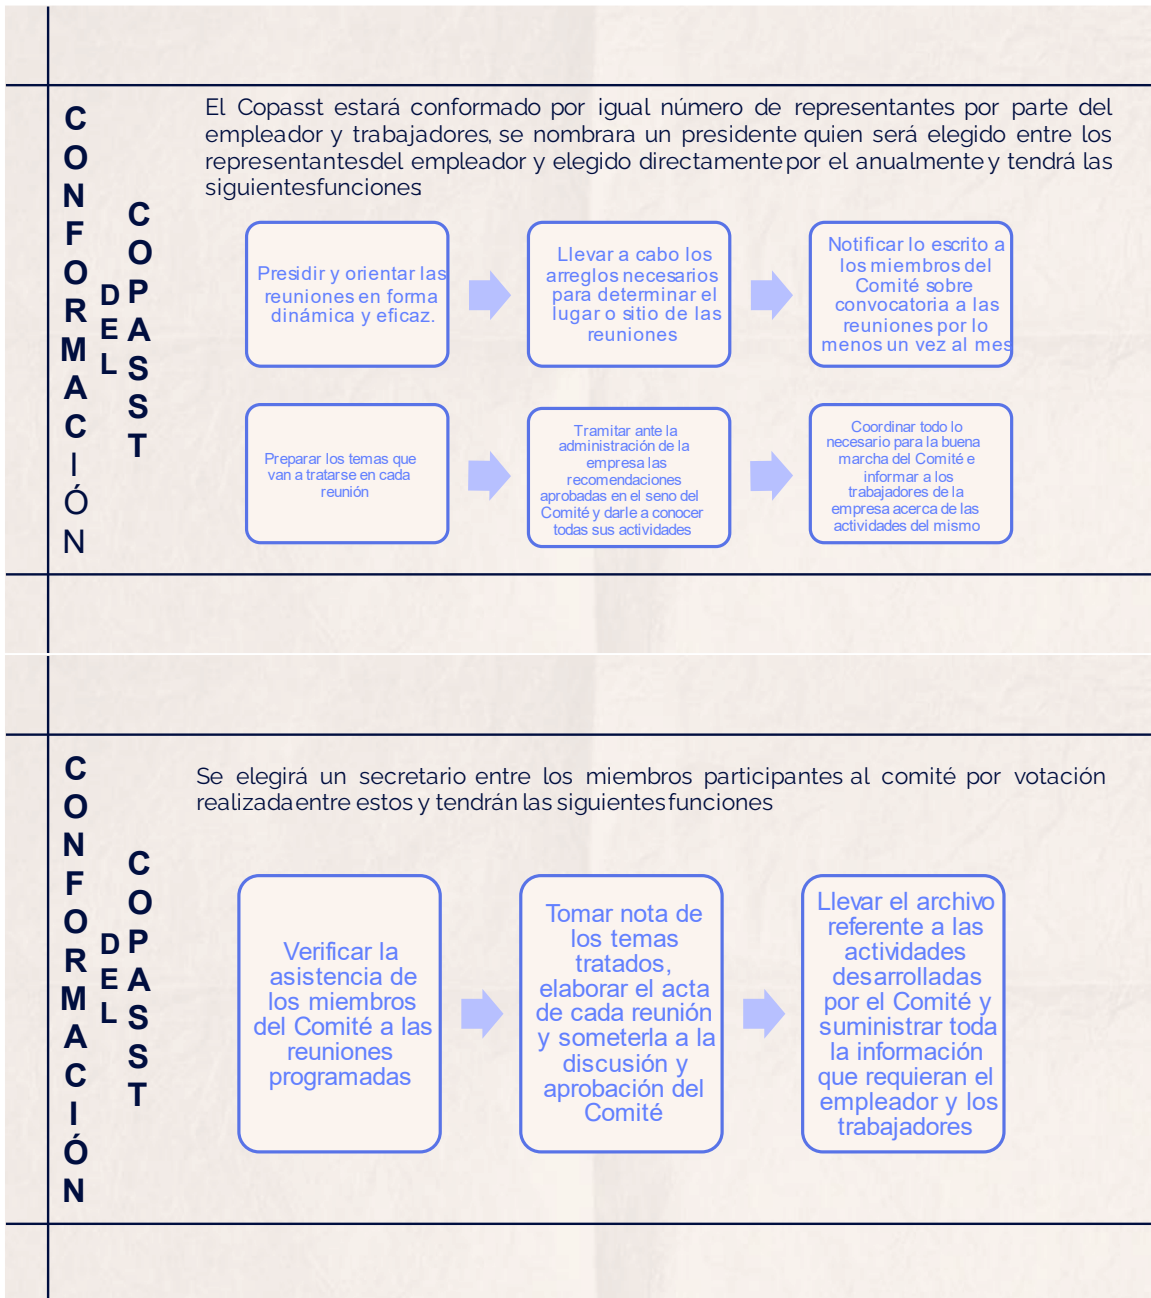 CONFORMACIÓN
DEL
COPASST
El Copasst estará conformado por igual número de representantes por parte del
empleador y trabajadores, se nombrara un presidente quien será elegido entre los
representantesdel empleador y elegido directamente por el anualmente y tendrá las
siguientesfunciones
Presidir y orientar las
reuniones en forma
dinámica y eficaz.
Llevar a cabo los
arreglos necesarios
para determinar el
lugar o sitio de las
reuniones
Notificar lo escrito a
los miembros del
Comité sobre
convocatoria a las
reuniones por lo
menos un vez al mes
Preparar los temas que
van a tratarse en cada
reunión
Tramitar ante la
administración de la
empresa las
recomendaciones
aprobadas en el seno del
Comité y darle a conocer
todas sus actividades
Coordinar todo lo
necesario para la buena
marcha del Comité e
informar a los
trabajadores de la
empresa acerca de las
actividades del mismo
CONFORMACIÓN
DEL
COPASST
Se elegirá un secretario entre los miembros participantes al comité por votación
realizada entre estos y tendrán las siguientes funciones
Verificar la
asistencia de
los miembros
del Comité a las
reuniones
programadas
Tomar nota de
los temas
tratados,
elaborar el acta
de cada reunión
y someterla a la
discusión y
aprobación del
Comité
Llevar el archivo
referente a las
actividades
desarrolladas
por el Comité y
suministrar toda
la información
que requieran el
empleador y los
trabajadores